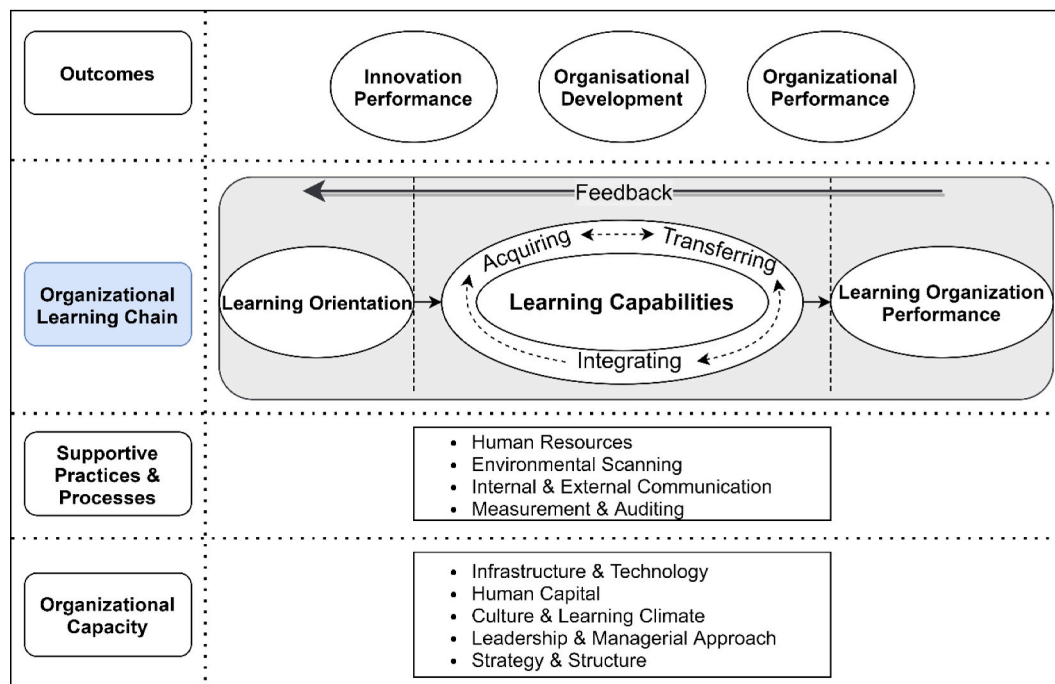 Outcomes
Innovation
Performance
Organisational
Development
Organizational
Performance
Organizational
Learning Chain
Feedback
Learning Orientation
Acquiring
Transferring
Learning Capabilities
Integrating
Learning Organization
Performance
Supportive
Practices &
Processes
• Human Resources
• Environmental Scanning
• Internal & External Communication
• Measurement & Auditing
Organizational
Capacity
• Infrastructure & Technology
• Human Capital
• Culture & Learning Climate
• Leadership & Managerial Approach
• Strategy & Structure